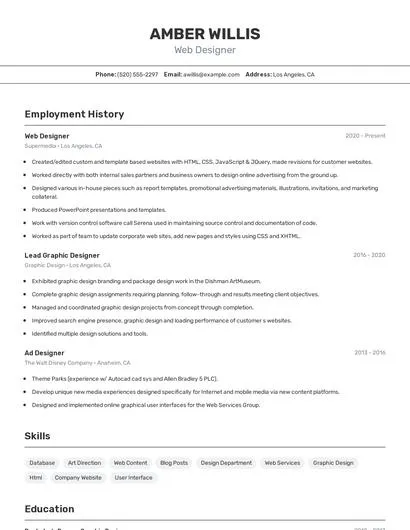 AMBER WILLIS
Web Designer
Phone: (520) 555-2297 Email: awillis@example.com Address: Los Angeles, CA
Employment History
Web Designer 2020 - Present
Supermedia • Los Angeles, CA
Created/edited custom and template based websites with HTML, CSS, JavaScript & JQuery, made revisions for customer websites.
Worked directly with both internal sales partners and business owners to design online advertising from the ground up.
Designed various in-house pieces such as report templates, promotional advertising materials, illustrations, invitations, and marketing
collateral.
Produced PowerPoint presentations and templates.
Work with version control software call Serena used in maintaining source control and documentation of code.
Worked as part of team to update corporate web sites, add new pages and styles using CSS and XHTML.
Lead Graphic Designer 2016 - 2020
Graphic Design • Los Angeles, CA
Exhibited graphic design branding and package design work in the Dishman ArtMuseum.
Complete graphic design assignments requiring planning, follow-through and results meeting client objectives.
Managed and coordinated graphic design projects from concept through completion.
Improved search engine presence, graphic design and loading performance of customer s websites.
Identified multiple design solutions and tools.
Ad Designer 2013 - 2016
The Walt Disney Company • Anaheim, CA
Theme Parks [experience w/ Autocad cad sys and Allen Bradley 5 PLC].
Develop unique new media experiences designed specifically for Internet and mobile media via new content platforms.
Designed and implemented online graphical user interfaces for the Web Services Group.
Skills
Database Art Direction Web Content Blog Posts Design Department Web Services Graphic Design
Html Company Website User Interface
Education